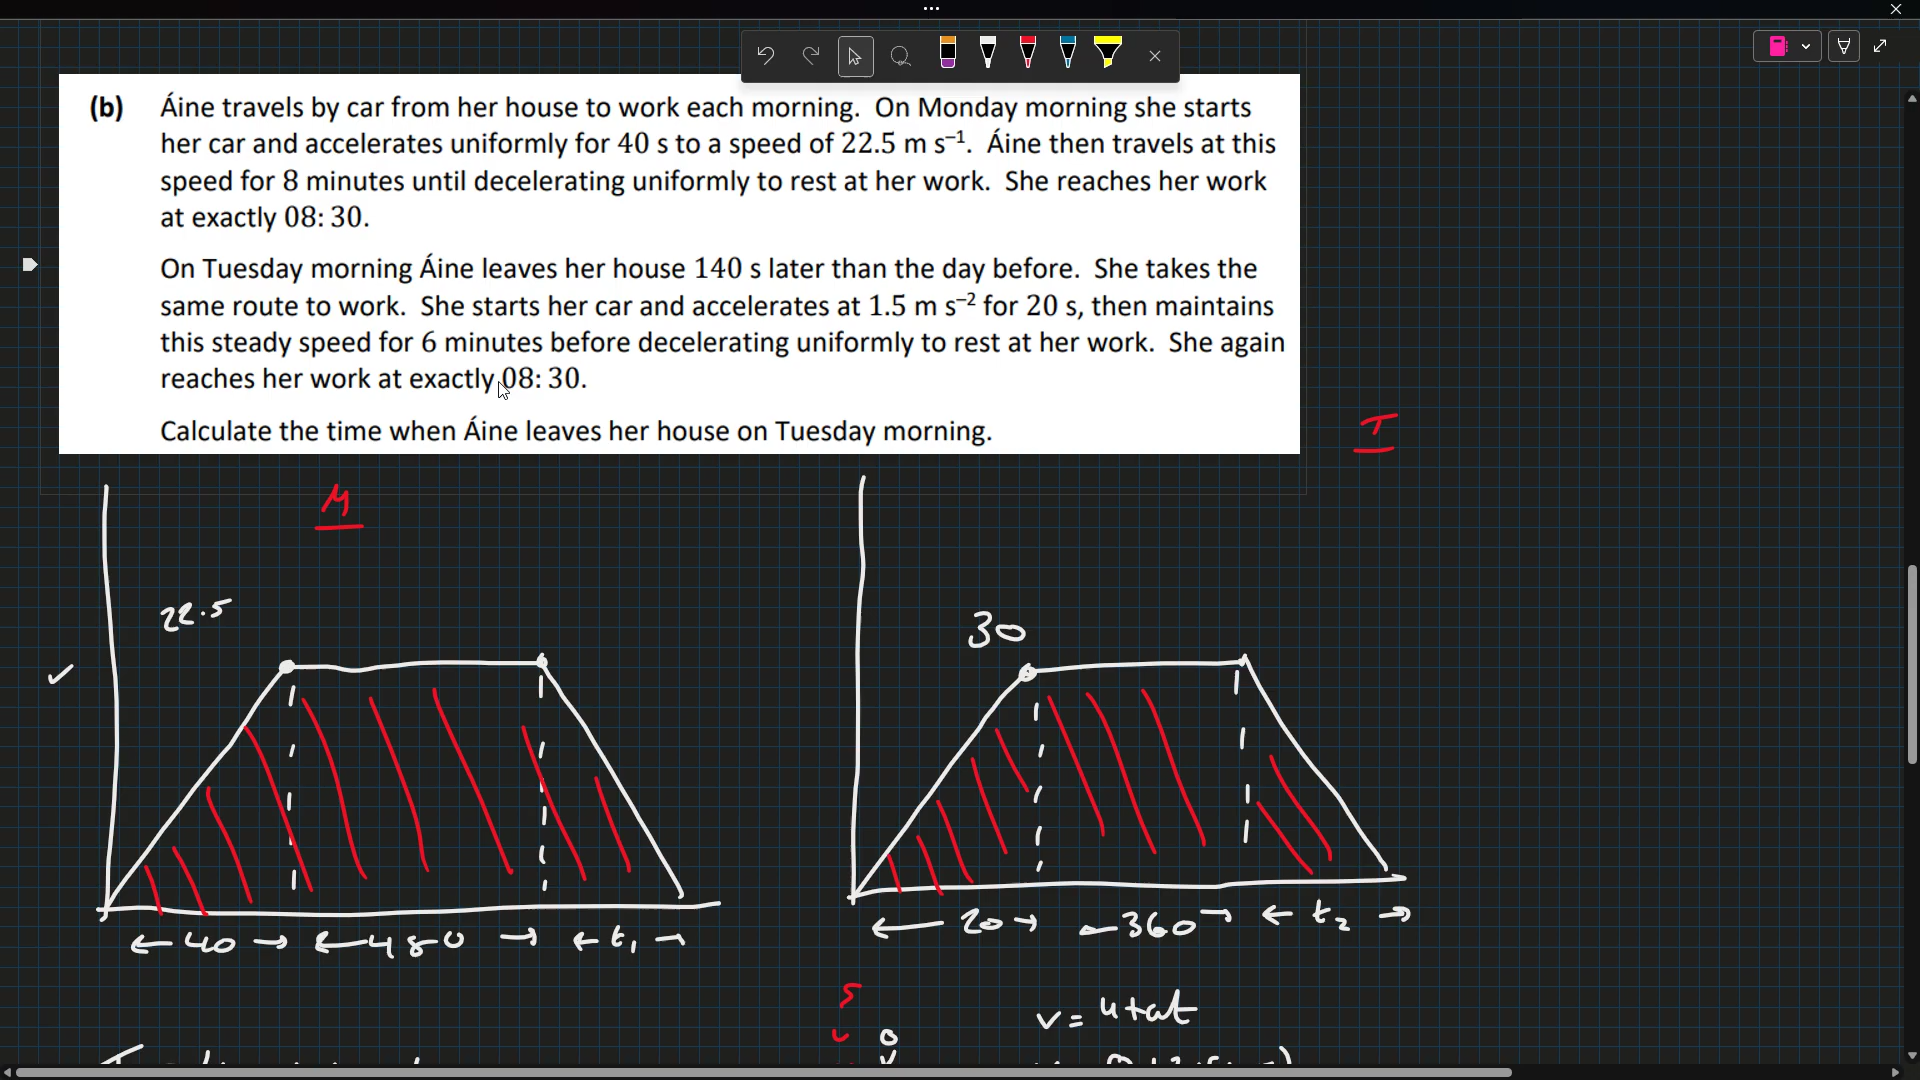 (b) Áine travels by car from her house to work each morning. On Monday morning she starts
her car and accelerates uniformly for 40 s to a speed of 22.5 m s⁻¹. Áine then travels at this
speed for 8 minutes until decelerating uniformly to rest at her work. She reaches her work
at exactly 08:30.
On Tuesday morning Áine leaves her house 140 s later than the day before. She takes the
same route to work. She starts her car and accelerates at 1.5 m s⁻² for 20 s, then maintains
this steady speed for 6 minutes before decelerating uniformly to rest at her work. She again
reaches her work at exactly 08:30.
Calculate the time when Áine leaves her house on Tuesday morning.
T
M
22.5
30
← 40 → ← 480 → ← t₁ →
← 20 → ← 360 → ← t₂ →
s
v = u + at
u 0
v